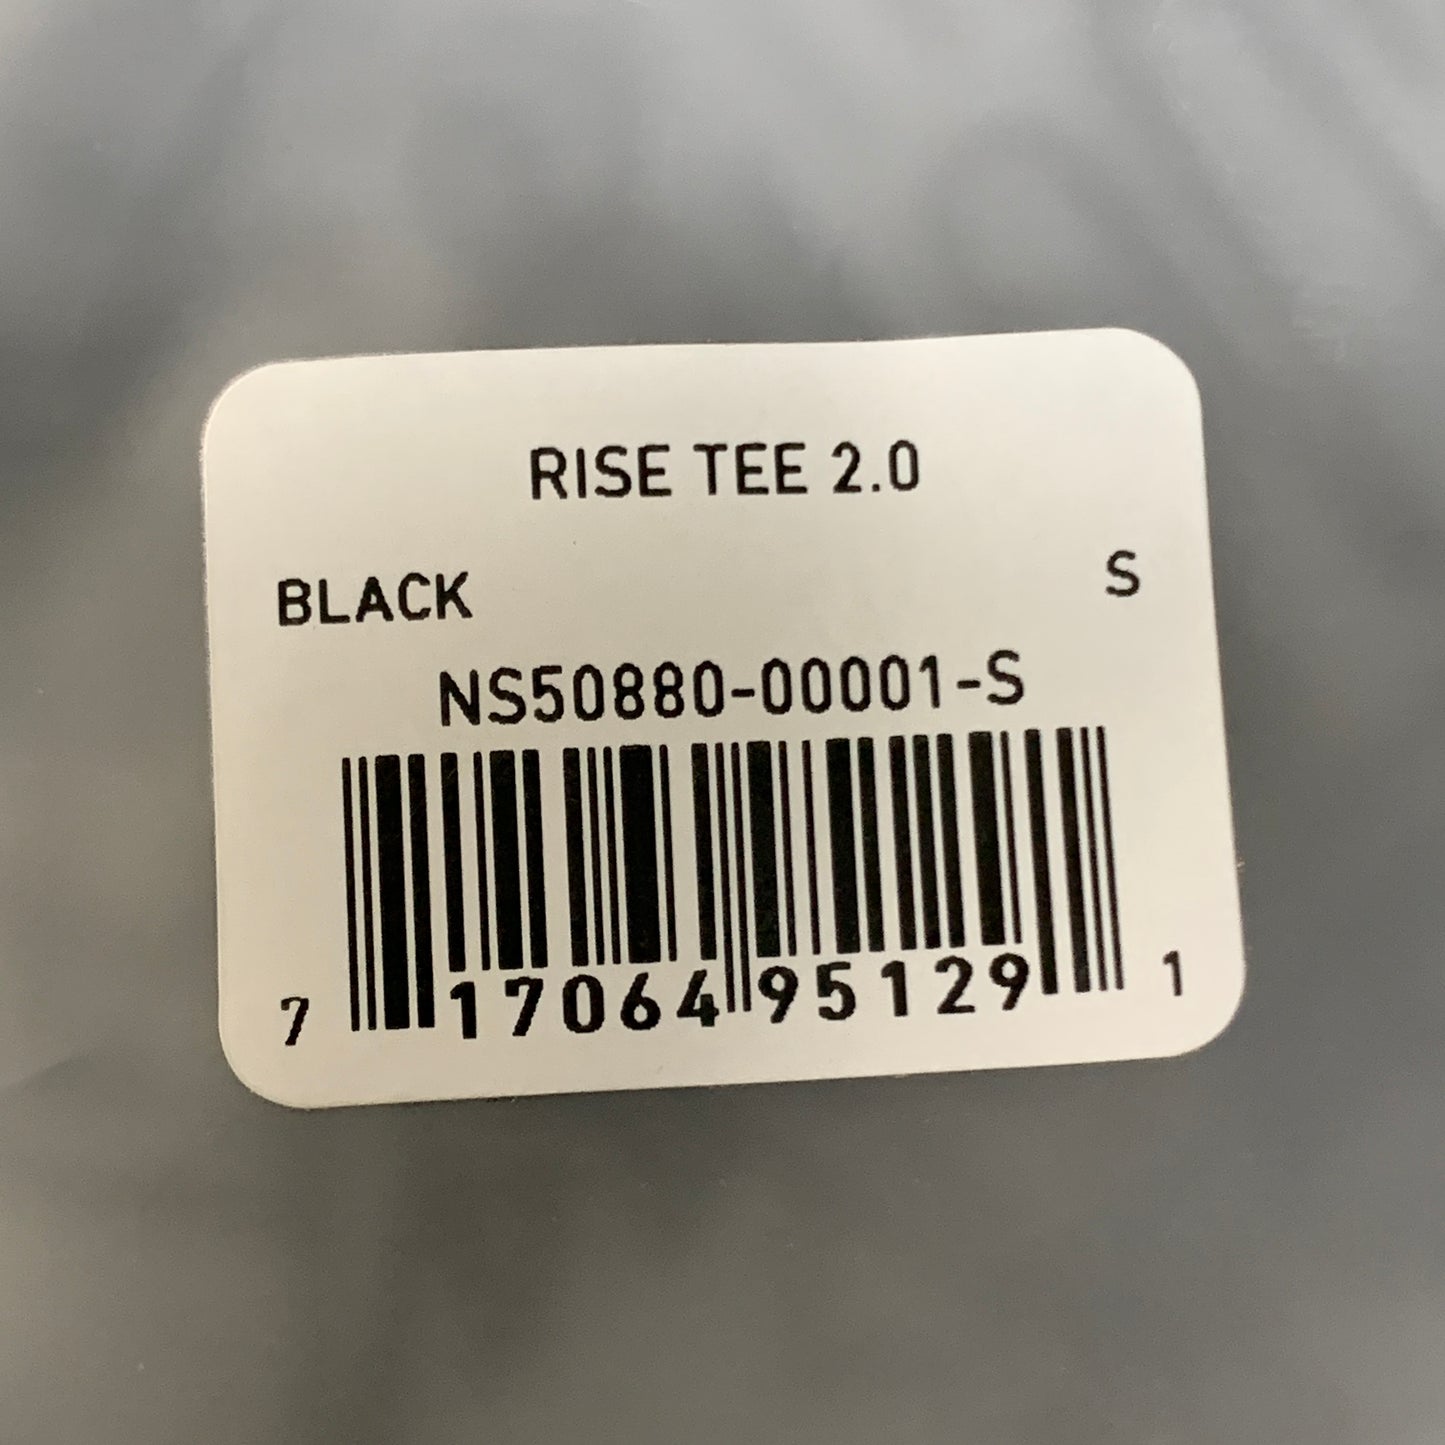 RISE TEE 2.0
BLACK S
NS50880-00001-S
7 17064 95129 1